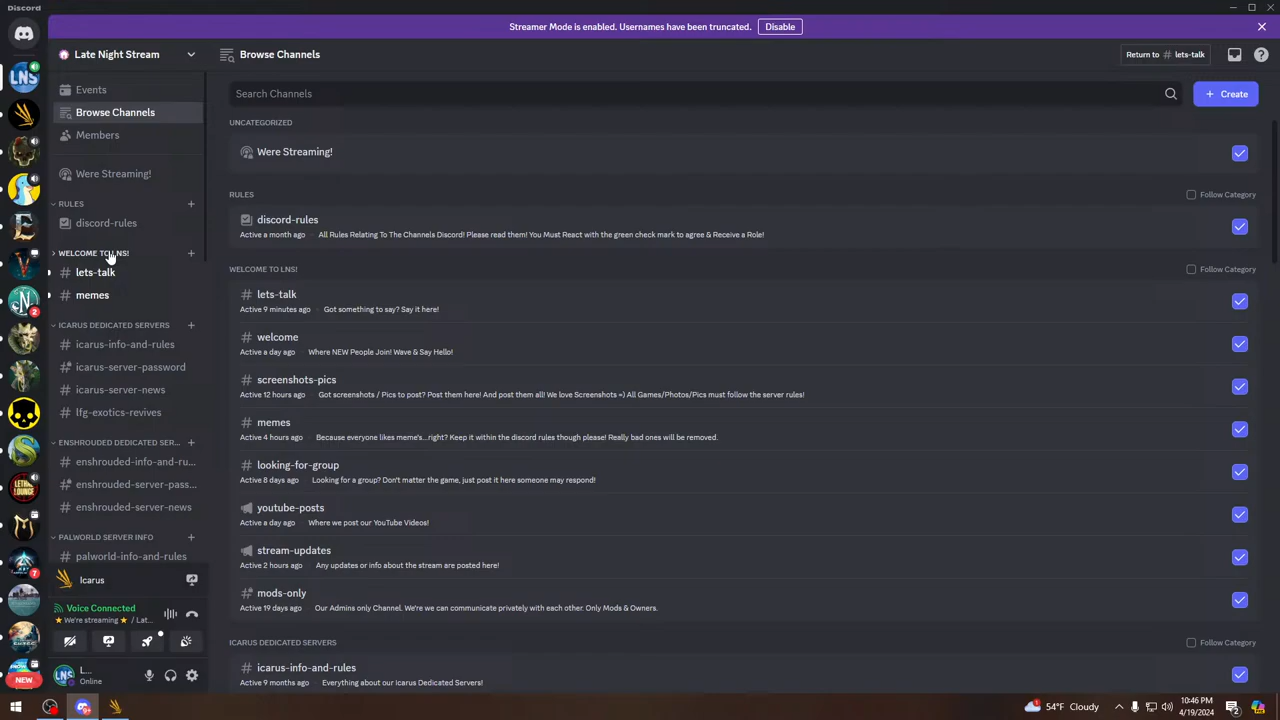 Discord
Streamer Mode is enabled. Usernames have been truncated. Disable
Late Night Stream
Browse Channels
Return to # lets-talk
Events
Browse Channels
Members
Were Streaming!
RULES
discord-rules
WELCOME TO LNS!
lets-talk
memes
ICARUS DEDICATED SERVERS
icarus-info-and-rules
icarus-server-password
icarus-server-news
lfg-exotics-revives
ENSHROUDED DEDICATED SER...
enshrouded-info-and-ru...
enshrouded-server-pass...
enshrouded-server-news
PALWORLD SERVER INFO
palworld-info-and-rules
Icarus
Voice Connected
We're streaming / Lat...
L...
Online
Search Channels
+ Create
UNCATEGORIZED
Were Streaming!
RULES
Follow Category
discord-rules
Active a month ago · All Rules Relating To The Channels Discord! Please read them! You Must React with the green check mark to agree & Receive a Role!
WELCOME TO LNS!
Follow Category
lets-talk
Active 9 minutes ago · Got something to say? Say it here!
welcome
Active a day ago · Where NEW People Join! Wave & Say Hello!
screenshots-pics
Active 12 hours ago · Got screenshots / Pics to post? Post them here! And post them all! We love Screenshots =) All Games/Photos/Pics must follow the server rules!
memes
Active 4 hours ago · Because everyone likes meme's...right? Keep it within the discord rules though please! Really bad ones will be removed.
looking-for-group
Active 8 days ago · Looking for a group? Don't matter the game, just post it here someone may respond!
youtube-posts
Active a day ago · Where we post our YouTube Videos!
stream-updates
Active 2 hours ago · Any updates or info about the stream are posted here!
mods-only
Active 19 days ago · Our Admins only Channel. We're we can communicate privately with each other. Only Mods & Owners.
ICARUS DEDICATED SERVERS
Follow Category
icarus-info-and-rules
Active 9 months ago · Everything about our Icarus Dedicated Servers!
LNS
2
7
NEW
LNS
54°F Cloudy
10:46 PM
4/19/2024
2